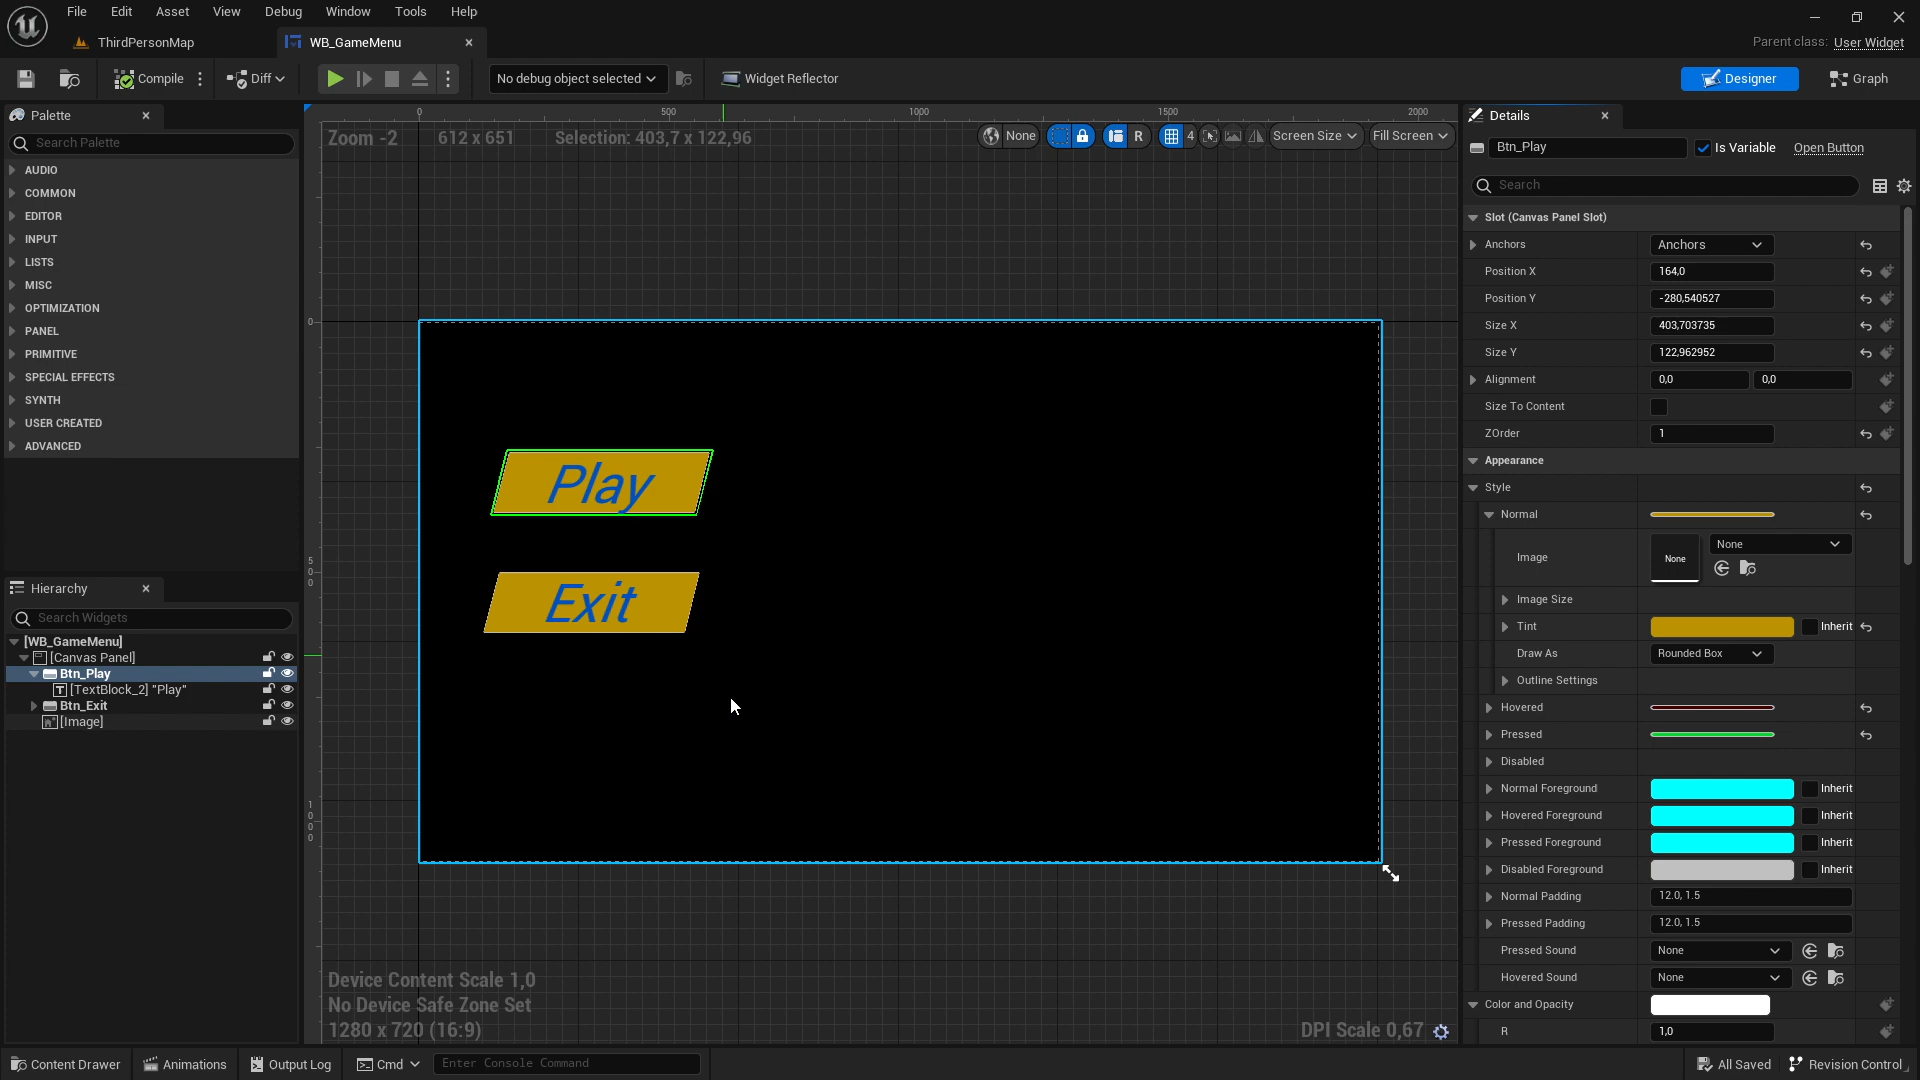 File Edit Asset View Debug Window Tools Help
ThirdPersonMap
WB_GameMenu
Parent class: User Widget
Compile
Diff
No debug object selected
Widget Reflector
Designer
Graph
Palette
Search Palette
AUDIO
COMMON
EDITOR
INPUT
LISTS
MISC
OPTIMIZATION
PANEL
PRIMITIVE
SPECIAL EFFECTS
SYNTH
USER CREATED
ADVANCED
Hierarchy
Search Widgets
[WB_GameMenu]
[Canvas Panel]
Btn_Play
[TextBlock_2] "Play"
Btn_Exit
[Image]
0 500 1000 1500 2000
Zoom -2 612 x 651 Selection: 403,7 x 122,96
None R 4 Screen Size Fill Screen
0
500
1000
Play
Exit
Device Content Scale 1,0
No Device Safe Zone Set
1280 x 720 (16:9)
DPI Scale 0,67
Details
Btn_Play Is Variable Open Button
Search
Slot (Canvas Panel Slot)
Anchors Anchors
Position X 164,0
Position Y -280,540527
Size X 403,703735
Size Y 122,962952
Alignment 0,0 0,0
Size To Content
ZOrder 1
Appearance
Style
Normal
Image None None
Image Size
Tint Inherit
Draw As Rounded Box
Outline Settings
Hovered
Pressed
Disabled
Normal Foreground Inherit
Hovered Foreground Inherit
Pressed Foreground Inherit
Disabled Foreground Inherit
Normal Padding 12.0, 1.5
Pressed Padding 12.0, 1.5
Pressed Sound None
Hovered Sound None
Color and Opacity
R 1,0
Content Drawer Animations Output Log Cmd Enter Console Command
All Saved Revision Control